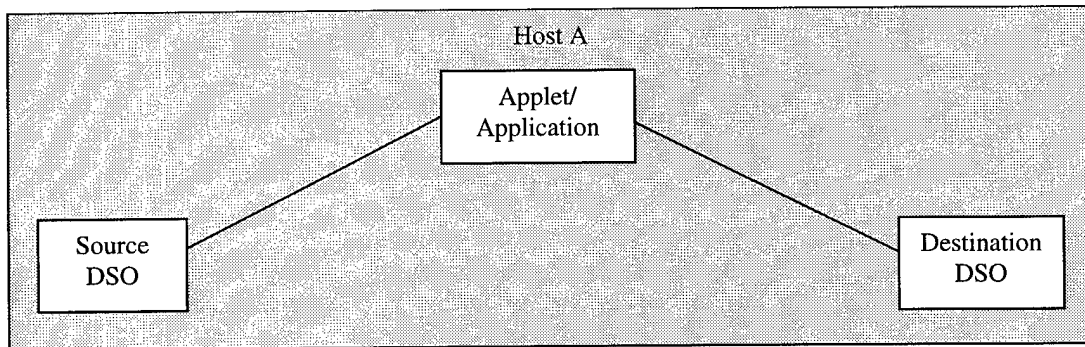 Host A
Applet/
Application
Source
DSO
Destination
DSO